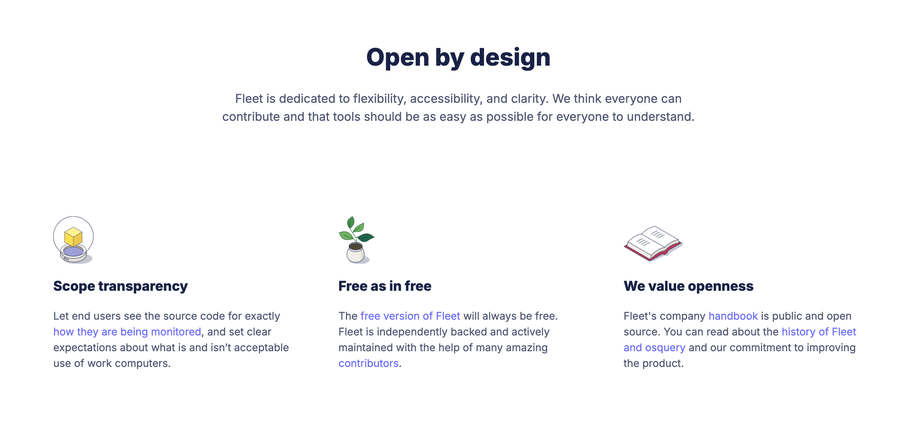 Open by design
Fleet is dedicated to flexibility, accessibility, and clarity. We think everyone can
contribute and that tools should be as easy as possible for everyone to understand.
Scope transparency
Let end users see the source code for exactly
how they are being monitored, and set clear
expectations about what is and isn’t acceptable
use of work computers.
Free as in free
The free version of Fleet will always be free.
Fleet is independently backed and actively
maintained with the help of many amazing
contributors.
We value openness
Fleet's company handbook is public and open
source. You can read about the history of Fleet
and osquery and our commitment to improving
the product.